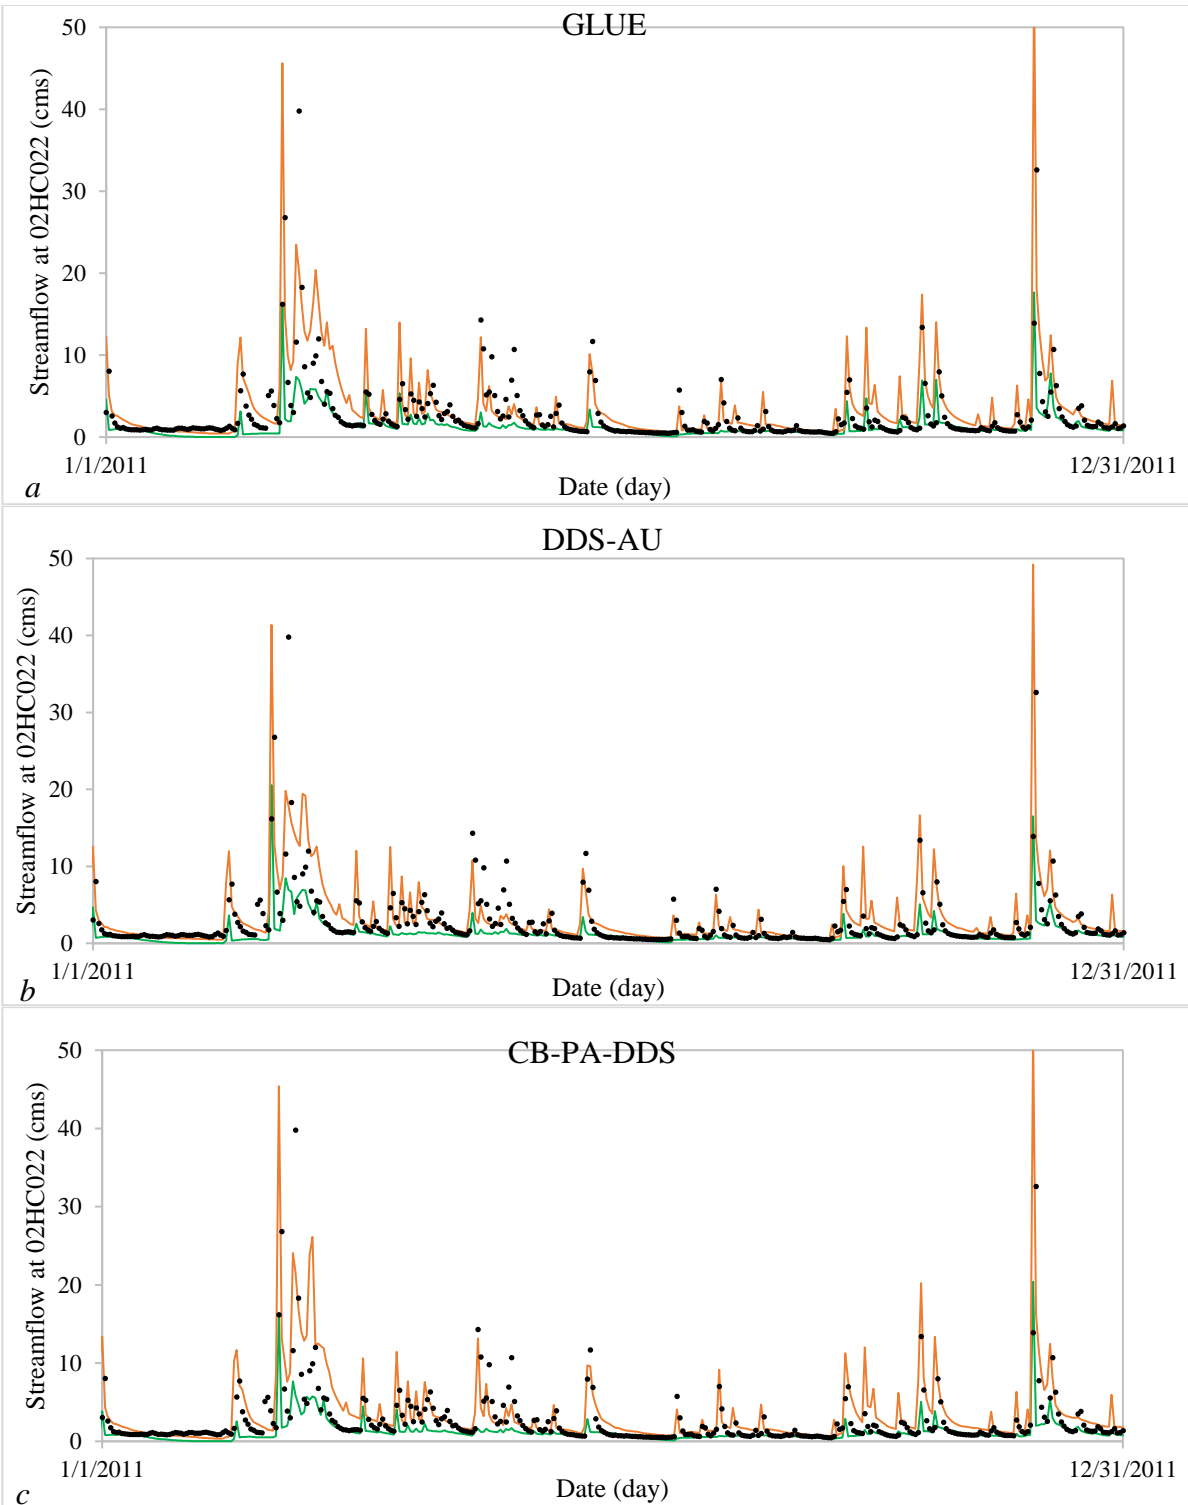 GLUE
Streamflow at 02HC022 (cms)
50
40
30
20
10
0
1/1/2011
12/31/2011
Date (day)
a
DDS-AU
Streamflow at 02HC022 (cms)
50
40
30
20
10
0
1/1/2011
12/31/2011
Date (day)
b
CB-PA-DDS
Streamflow at 02HC022 (cms)
50
40
30
20
10
0
1/1/2011
12/31/2011
Date (day)
c